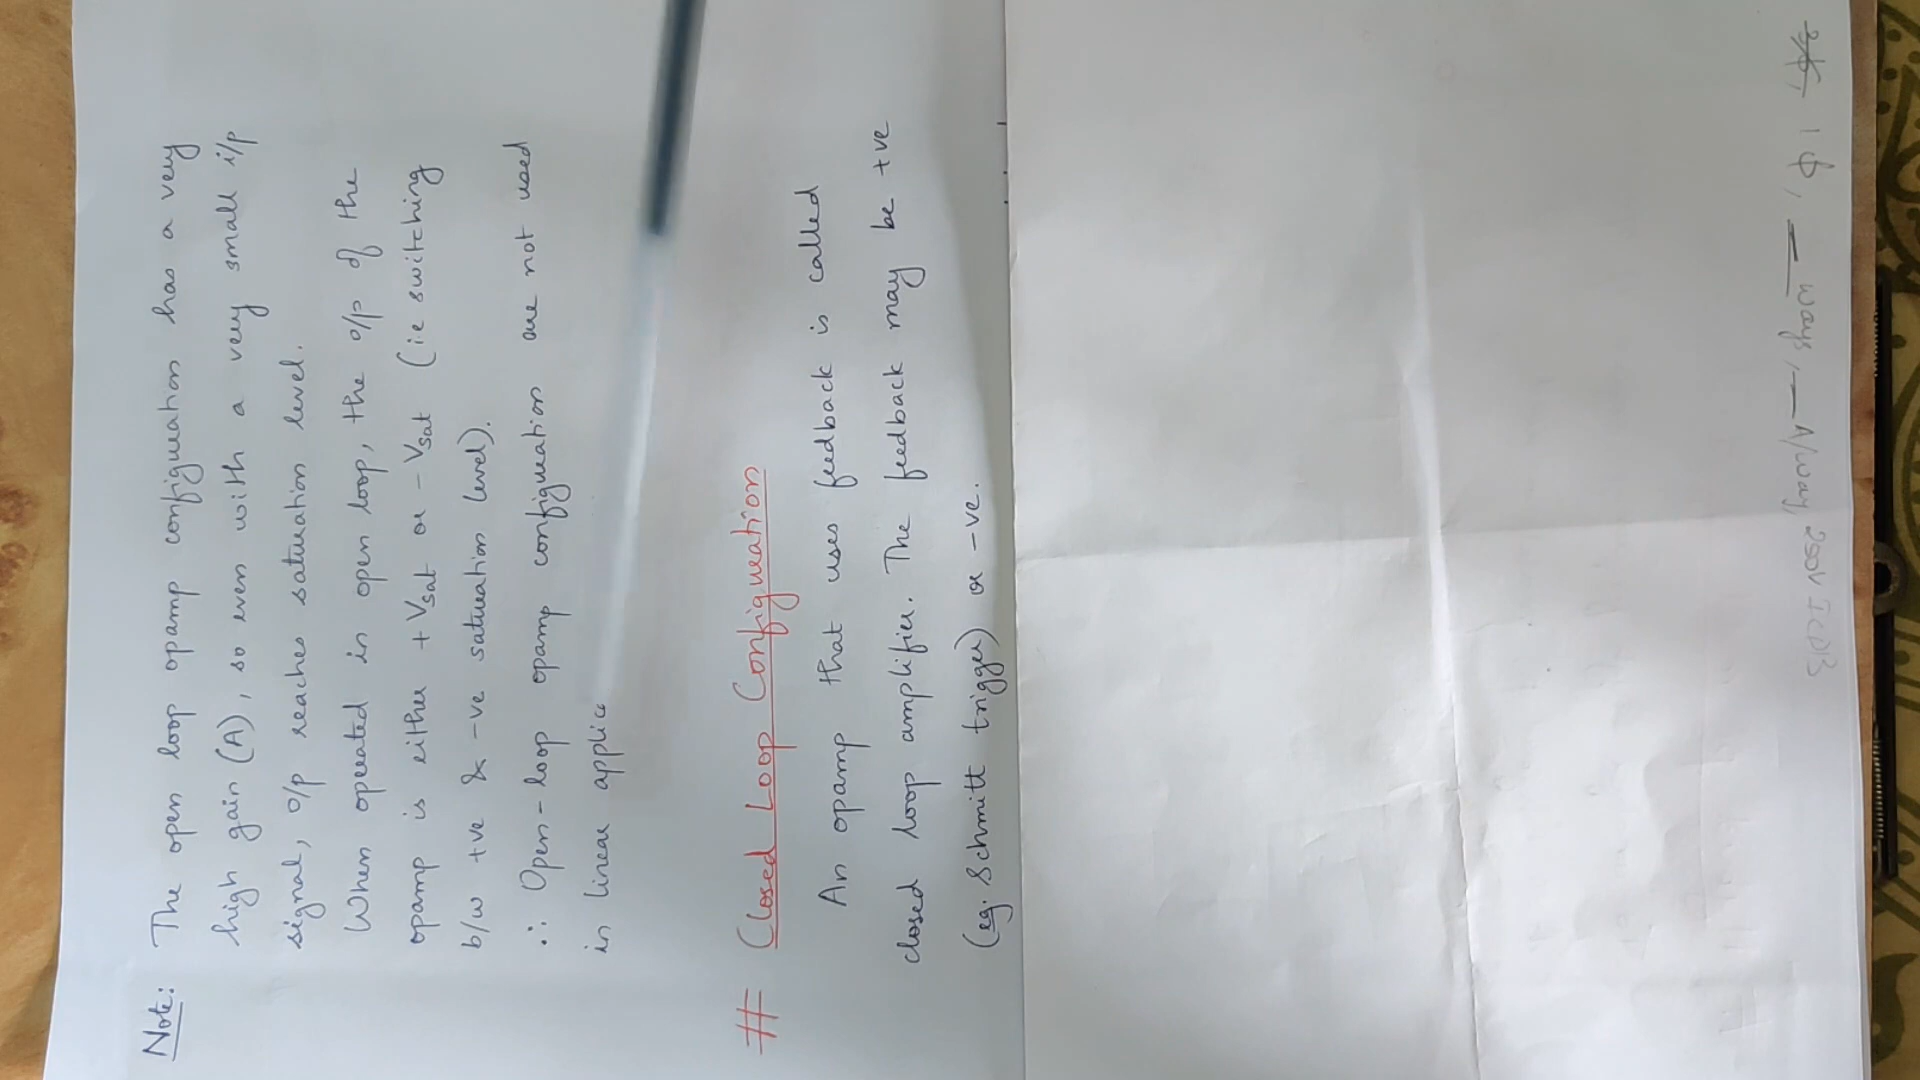 Note: The open loop opamp configuration has a very
high gain (A), so even with a very small i/p
signal, o/p reaches saturation level.
When operated in open loop, the o/p of the
opamp is either +Vsat or -Vsat (ie switching
b/w +ve & -ve saturation level).
∴ Open-loop opamp configuration are not used
in linear applic
# Closed Loop Configuration
An opamp that uses feedback is called
closed loop amplifier. The feedback may be +ve
(eg. Schmitt trigger) or -ve.
1 ϕ, — ways, — A/way,